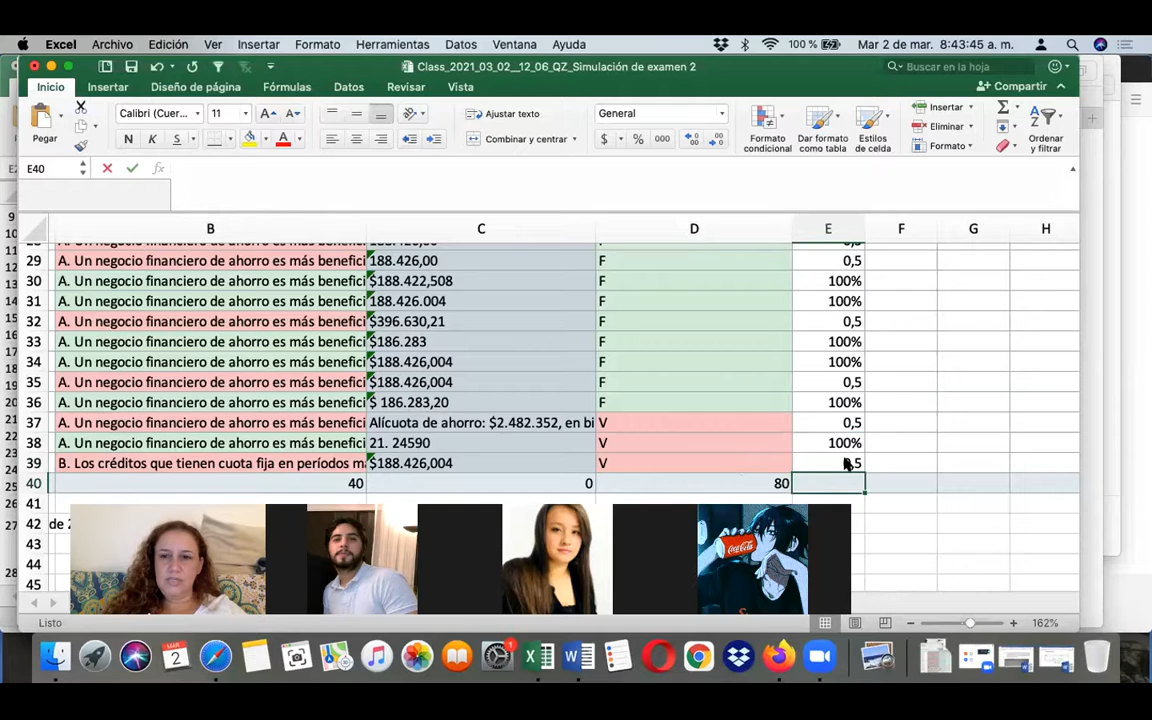 Excel Archivo Edición Ver Insertar Formato Herramientas Datos Ventana Ayuda 100 % Mar 2 de mar. 8:43:45 a. m.
Class_2021_03_02__12_06_QZ_Simulación de examen 2 Buscar en la hoja
Inicio Insertar Diseño de página Fórmulas Datos Revisar Vista Compartir
Pegar Calibri (Cuer... 11 A A Ajustar texto General Insertar Σ
N K S A Combinar y centrar $ % 000 Formato condicional Dar formato como tabla Estilos de celda Eliminar Formato Ordenar y filtrar
E40
B C D E F G H
29 A. Un negocio financiero de ahorro es más benefici 188.426,00 F 0,5
30 A. Un negocio financiero de ahorro es más benefici $188.422,508 F 100%
31 A. Un negocio financiero de ahorro es más benefici 188.426.004 F 100%
32 A. Un negocio financiero de ahorro es más benefici $396.630,21 F 0,5
33 A. Un negocio financiero de ahorro es más benefici $186.283 F 100%
34 A. Un negocio financiero de ahorro es más benefici $188.426,004 F 100%
35 A. Un negocio financiero de ahorro es más benefici $188.426,004 F 0,5
36 A. Un negocio financiero de ahorro es más benefici $ 186.283,20 F 100%
37 A. Un negocio financiero de ahorro es más benefici Alícuota de ahorro: $2.482.352, en bi V 0,5
38 A. Un negocio financiero de ahorro es más benefici 21. 24590 V 100%
39 B. Los créditos que tienen cuota fija en períodos ma $188.426,004 V
40 40 0 80
41
42 de 2
43
44
45
Coca-Cola
Listo 162%
MAR 2 1